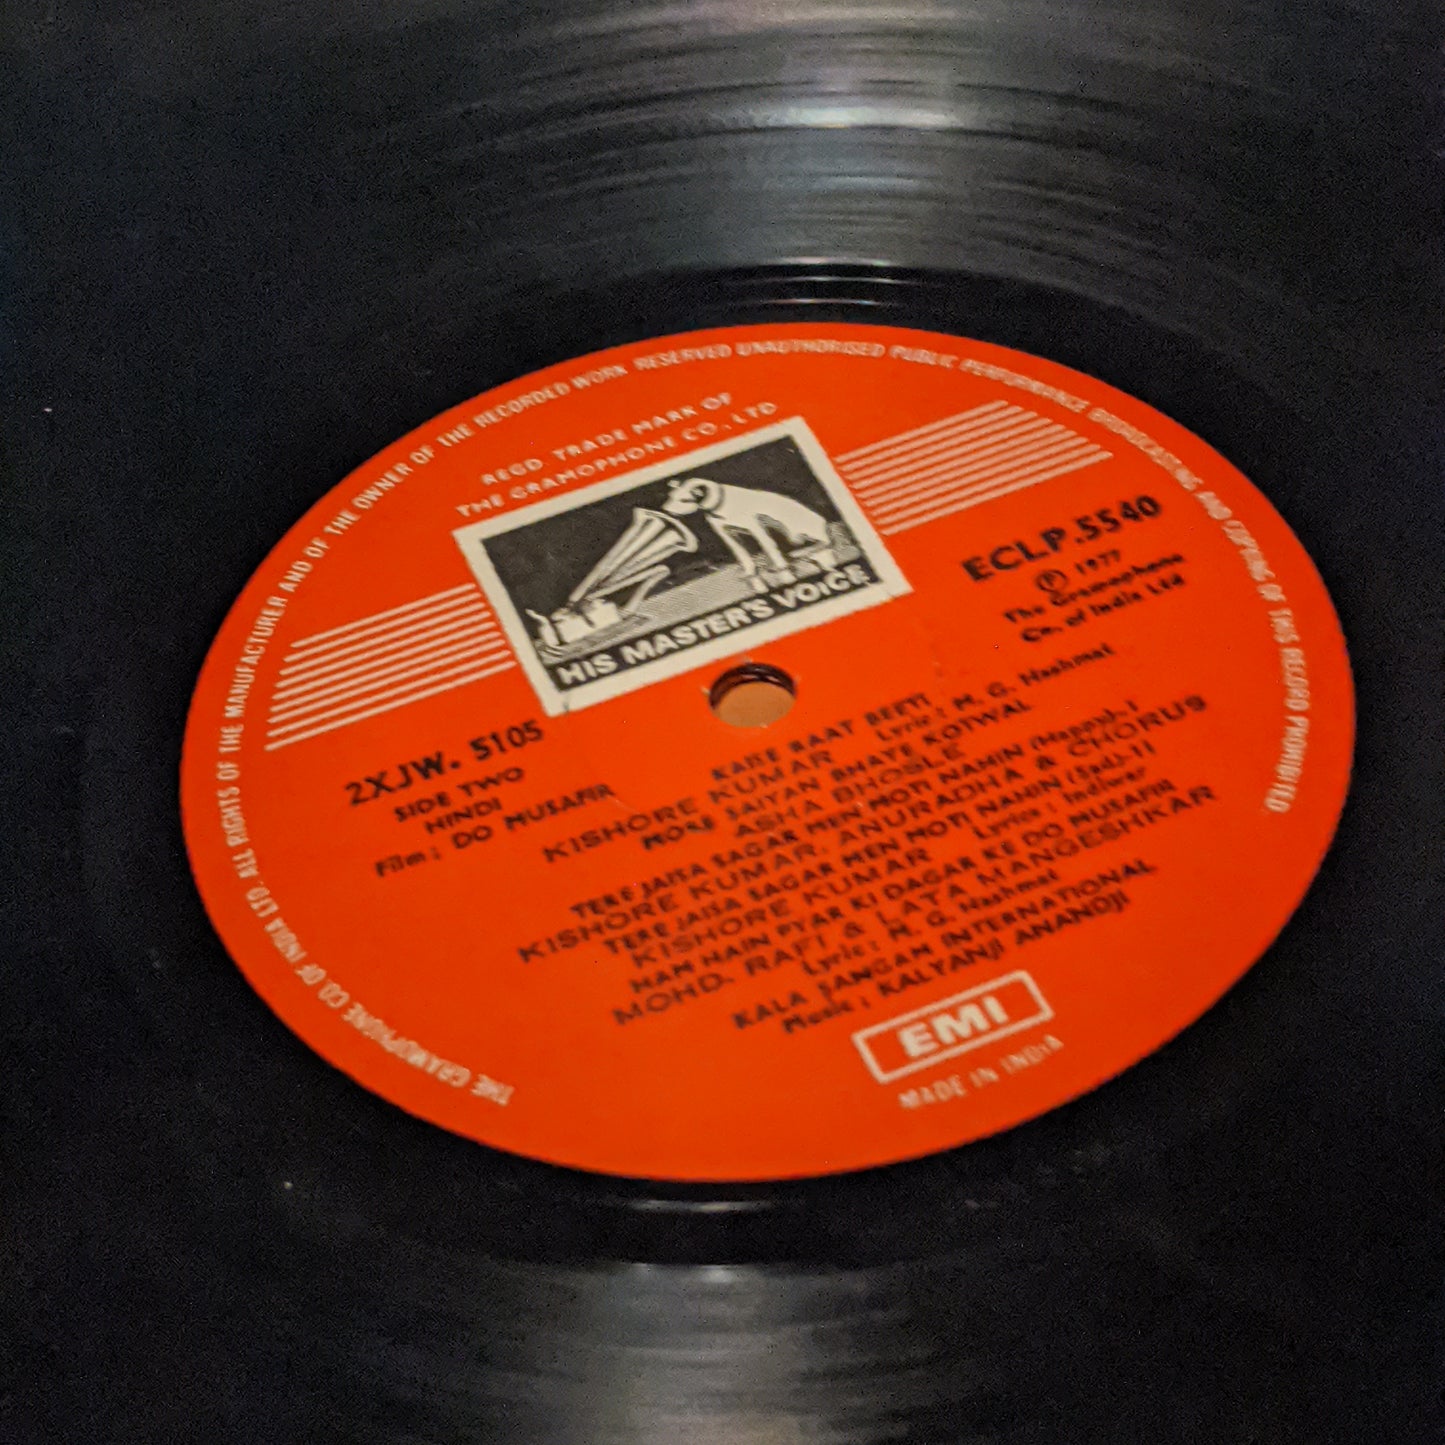 THE GRAMOPHONE CO. OF INDIA LTD. ALL RIGHTS OF THE MANUFACTURER AND OF THE OWNER OF THE RECORDED WORK RESERVED UNAUTHORISED PUBLIC PERFORMANCE BROADCASTING AND COPYING OF THIS RECORD PROHIBITED
REGD. TRADE MARK OF
THE GRAMOPHONE CO., LTD
HIS MASTER'S VOICE
ECLP.5540
Ⓟ 1977
The Gramophone
Co. of India Ltd
2XJW. 5105
SIDE TWO
HINDI
Film: DO MUSAFIR
KAISE RAAT BEETI
KISHORE KUMAR Lyric: M. G. Hashmat
MORE SAIYAN BHAYE KOTWAL
ASHA BHOSLE
TERE JAISA SAGAR MEN MOTI NAHIN (Happy)-I
KISHORE KUMAR, ANURADHA & CHORUS
TERE JAISA SAGAR MEN MOTI NAHIN (Sad)-II
KISHORE KUMAR Lyric: Indiwer
HAM HAIN PYAR KI DAGAR KE DO MUSAFIR
MOHD. RAFI & LATA MANGESHKAR
Lyric: M. G. Hashmat
KALA SANGAM INTERNATIONAL
Music: KALYANJI ANANDJI
EMI
MADE IN INDIA